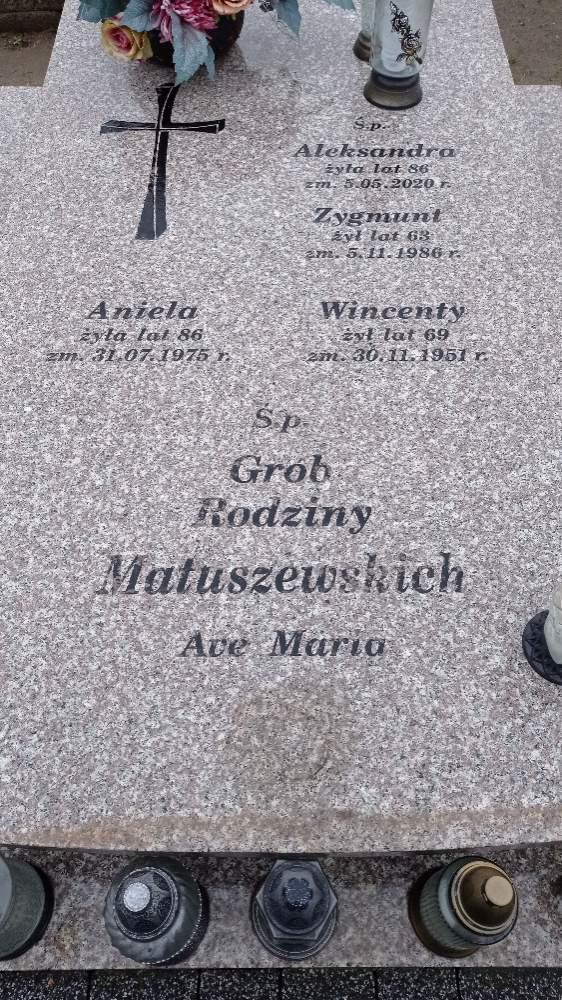 Ś.p.
Aleksandra
żyła lat 86
zm. 5.05.2020 r.
Zygmunt
żył lat 63
zm. 5.11.1986 r.
Aniela
żyła lat 86
zm. 31.07.1975 r.
Wincenty
żył lat 69
zm. 30.11.1951 r.
Ś.p.
Grób
Rodziny
Matuszewskich
Ave Maria